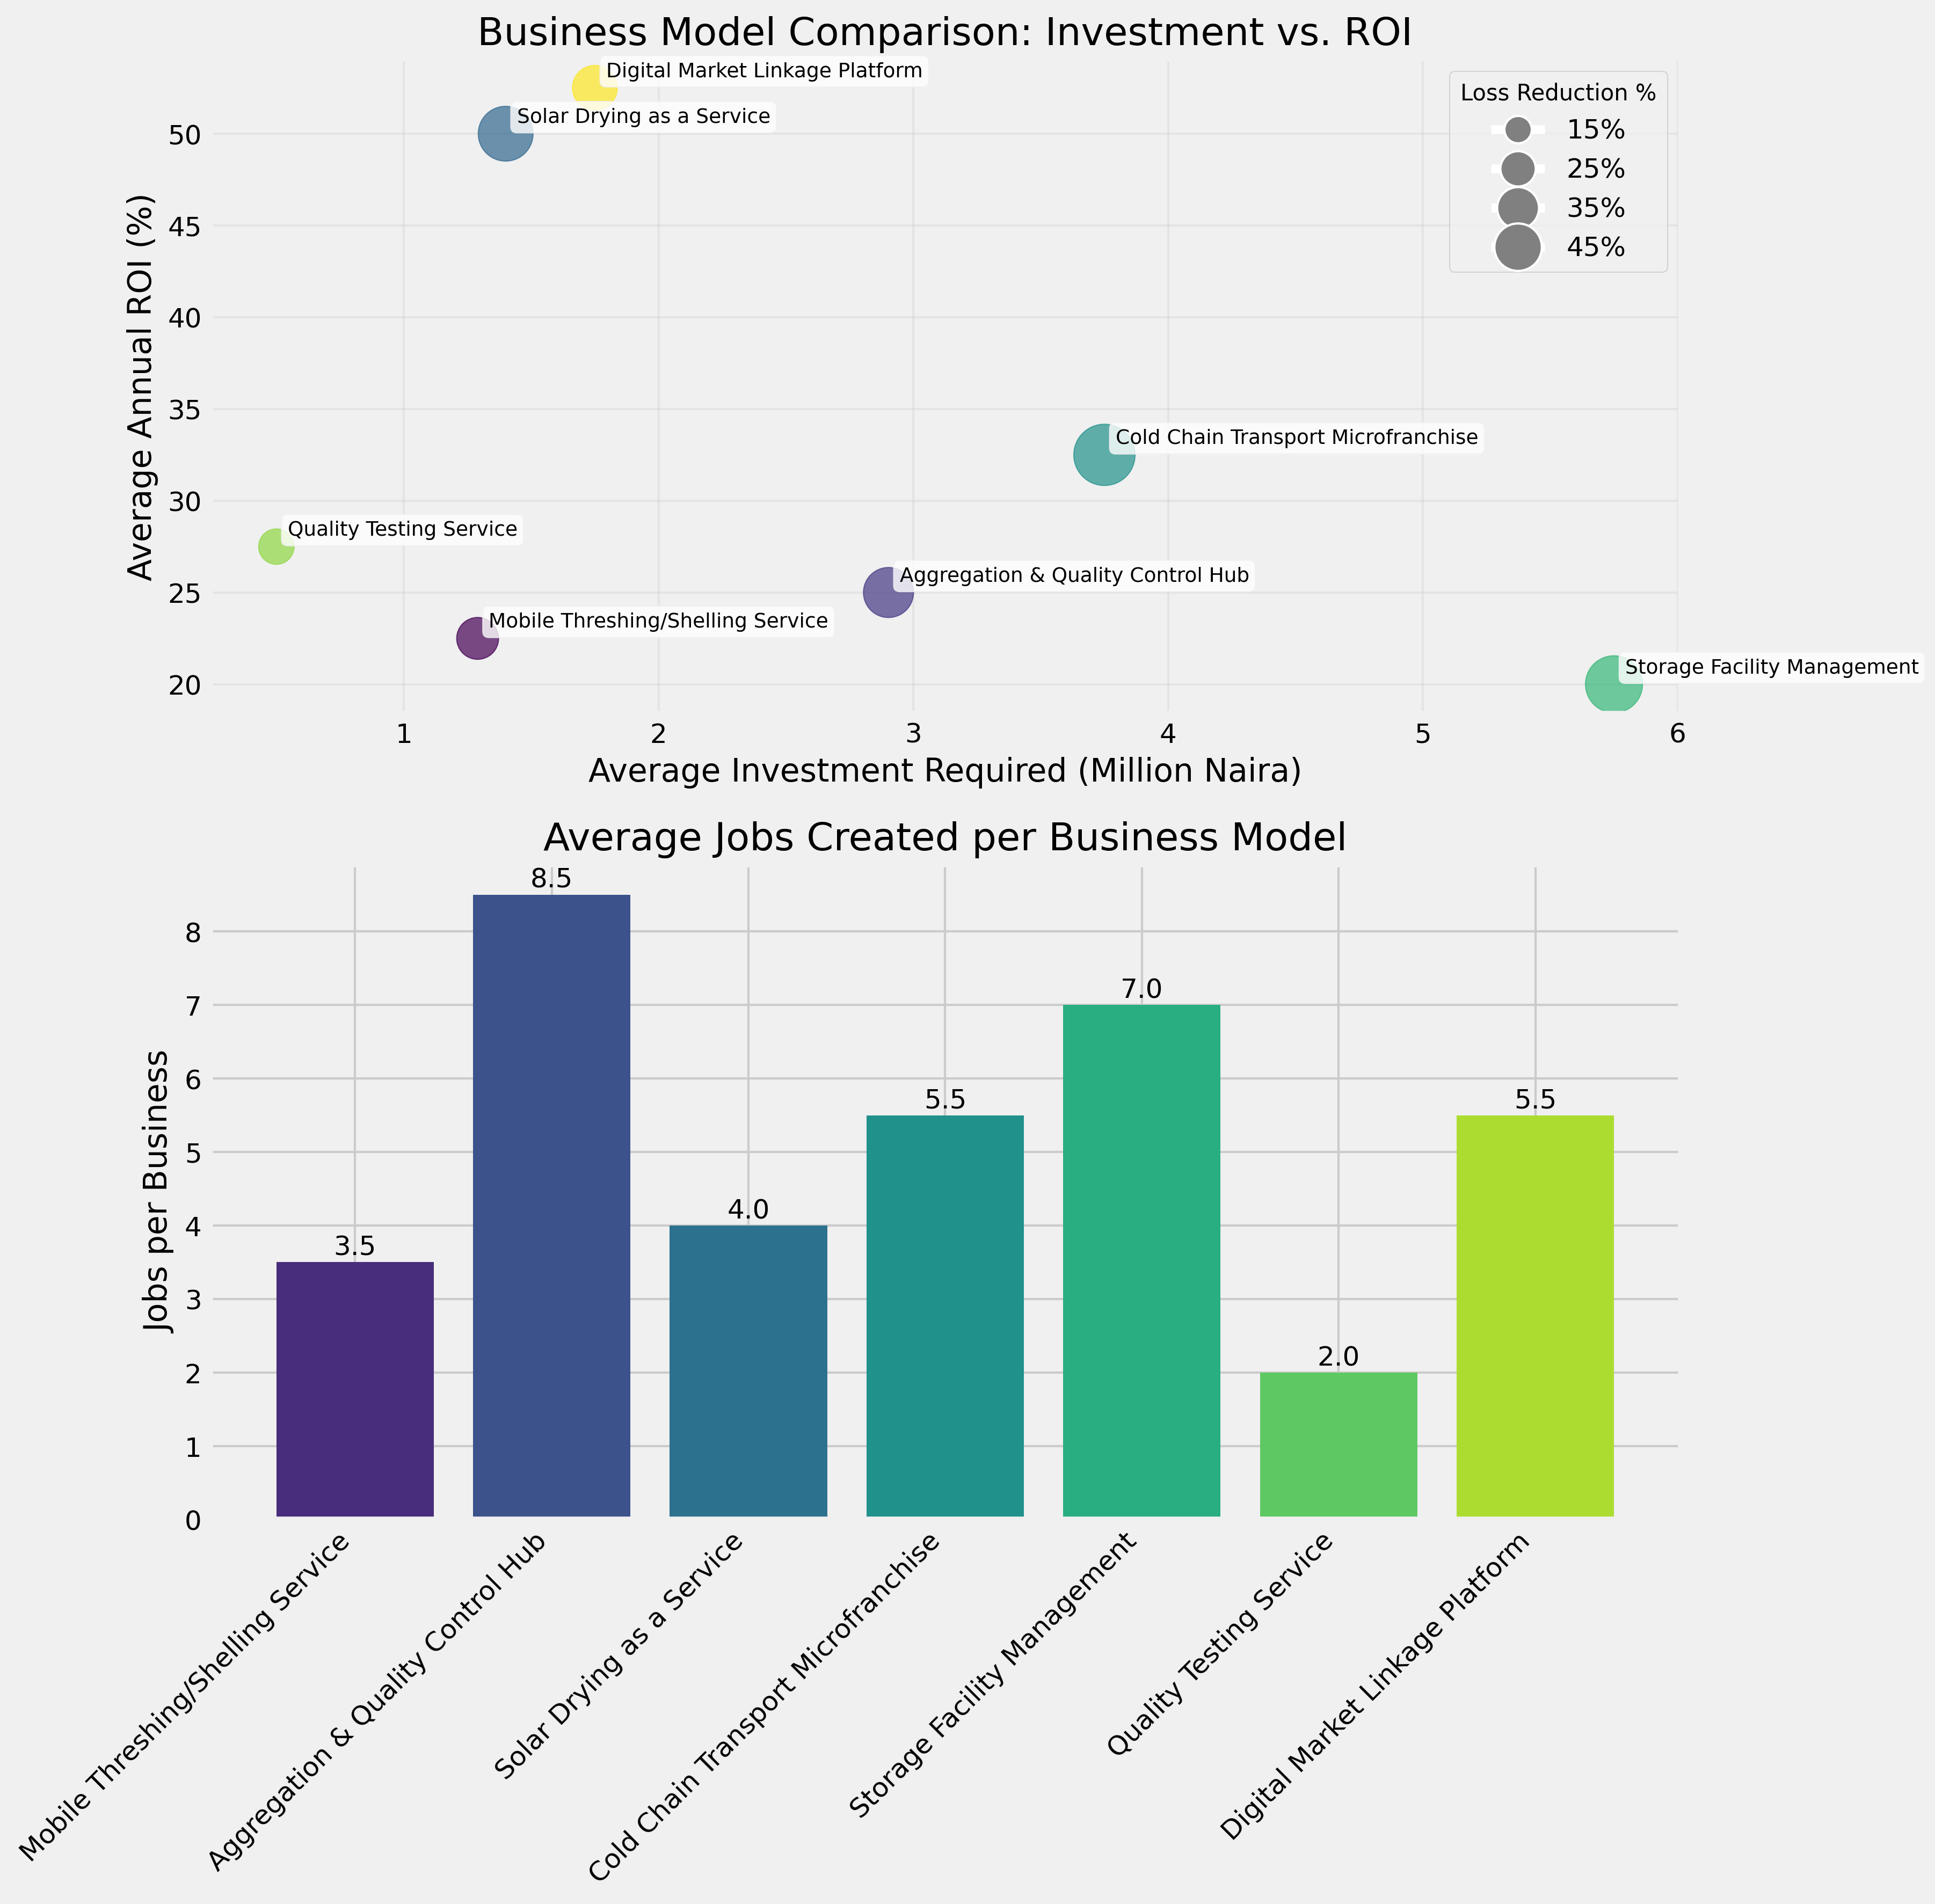 Business Model Comparison: Investment vs. ROI
Average Annual ROI (%)
50
45
40
35
30
25
20
Digital Market Linkage Platform
Solar Drying as a Service
Cold Chain Transport Microfranchise
Quality Testing Service
Aggregation & Quality Control Hub
Mobile Threshing/Shelling Service
Storage Facility Management
Loss Reduction %
15%
25%
35%
45%
1
2
3
4
5
6
Average Investment Required (Million Naira)
Average Jobs Created per Business Model
Jobs per Business
8
7
6
5
4
3
2
1
0
3.5
8.5
4.0
5.5
7.0
2.0
5.5
Mobile Threshing/Shelling Service
Aggregation & Quality Control Hub
Solar Drying as a Service
Cold Chain Transport Microfranchise
Storage Facility Management
Quality Testing Service
Digital Market Linkage Platform